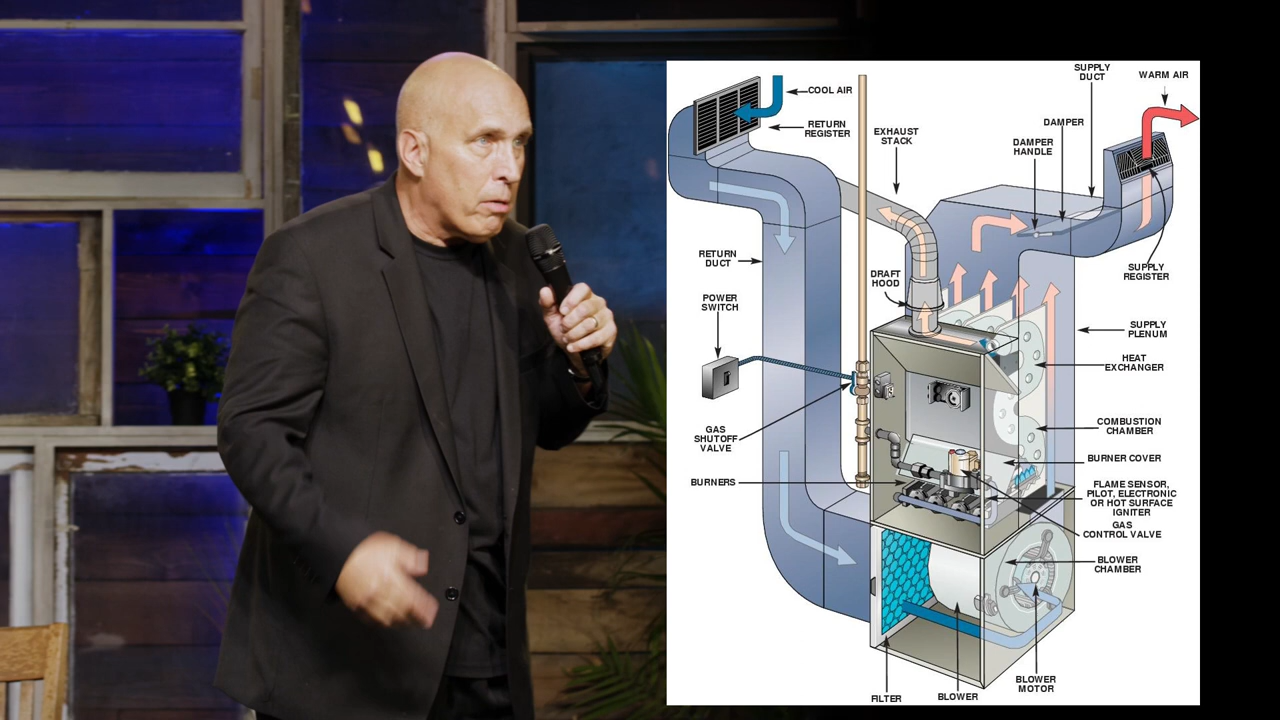 SUPPLY
DUCT
WARM AIR
COOL AIR
RETURN
REGISTER
EXHAUST
STACK
DAMPER
DAMPER
HANDLE
RETURN
DUCT
DRAFT
HOOD
SUPPLY
REGISTER
POWER
SWITCH
SUPPLY
PLENUM
HEAT
EXCHANGER
GAS
SHUTOFF
VALVE
COMBUSTION
CHAMBER
BURNER COVER
BURNERS
FLAME SENSOR,
PILOT, ELECTRONIC
OR HOT SURFACE
IGNITER
GAS
CONTROL VALVE
BLOWER
CHAMBER
FILTER
BLOWER
BLOWER
MOTOR